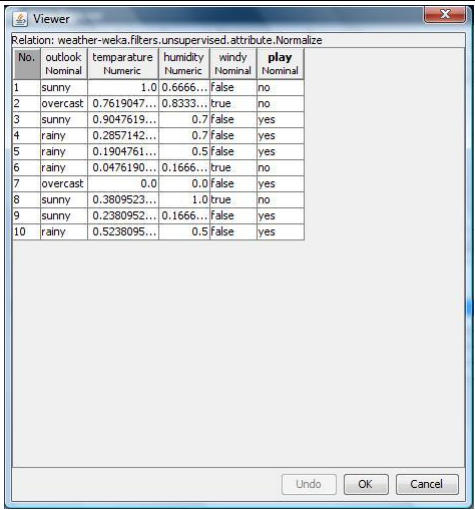 Viewer
Relation: weather-weka.filters.unsupervised.attribute.Normalize
No. outlook temparature humidity windy play
Nominal Numeric Numeric Nominal Nominal
1 sunny 1.0 0.6666... false no
2 overcast 0.7619047... 0.8333... true no
3 sunny 0.9047619... 0.7 false yes
4 rainy 0.2857142... 0.7 false yes
5 rainy 0.1904761... 0.5 false yes
6 rainy 0.0476190... 0.1666... true no
7 overcast 0.0 0.0 false yes
8 sunny 0.3809523... 1.0 true no
9 sunny 0.2380952... 0.1666... false yes
10 rainy 0.5238095... 0.5 false yes
Undo OK Cancel